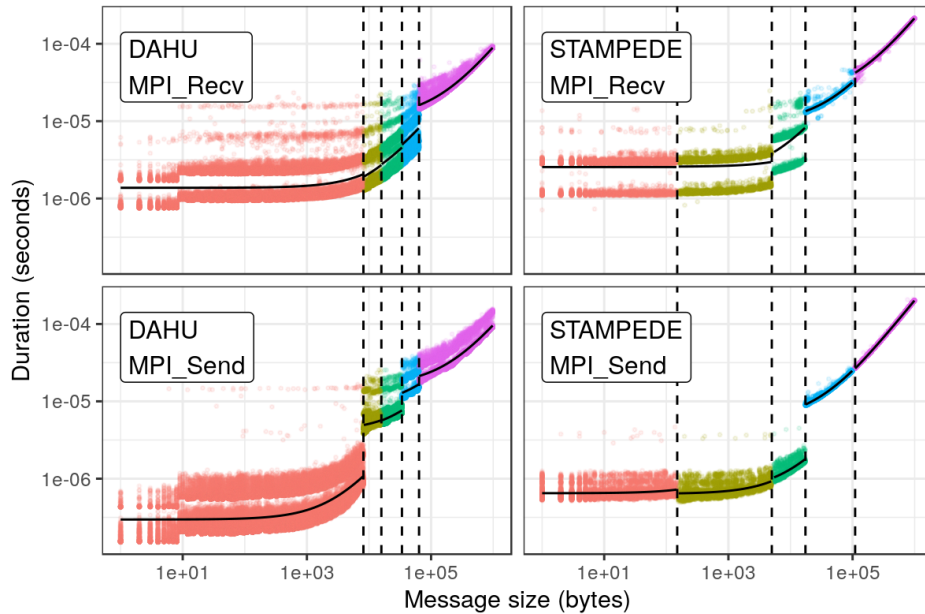 DAHU
MPI_Recv
STAMPEDE
MPI_Recv
1e-04
1e-05
1e-06
DAHU
MPI_Send
STAMPEDE
MPI_Send
1e-04
1e-05
1e-06
Duration (seconds)
1e+01
1e+03
1e+05
1e+01
1e+03
1e+05
Message size (bytes)